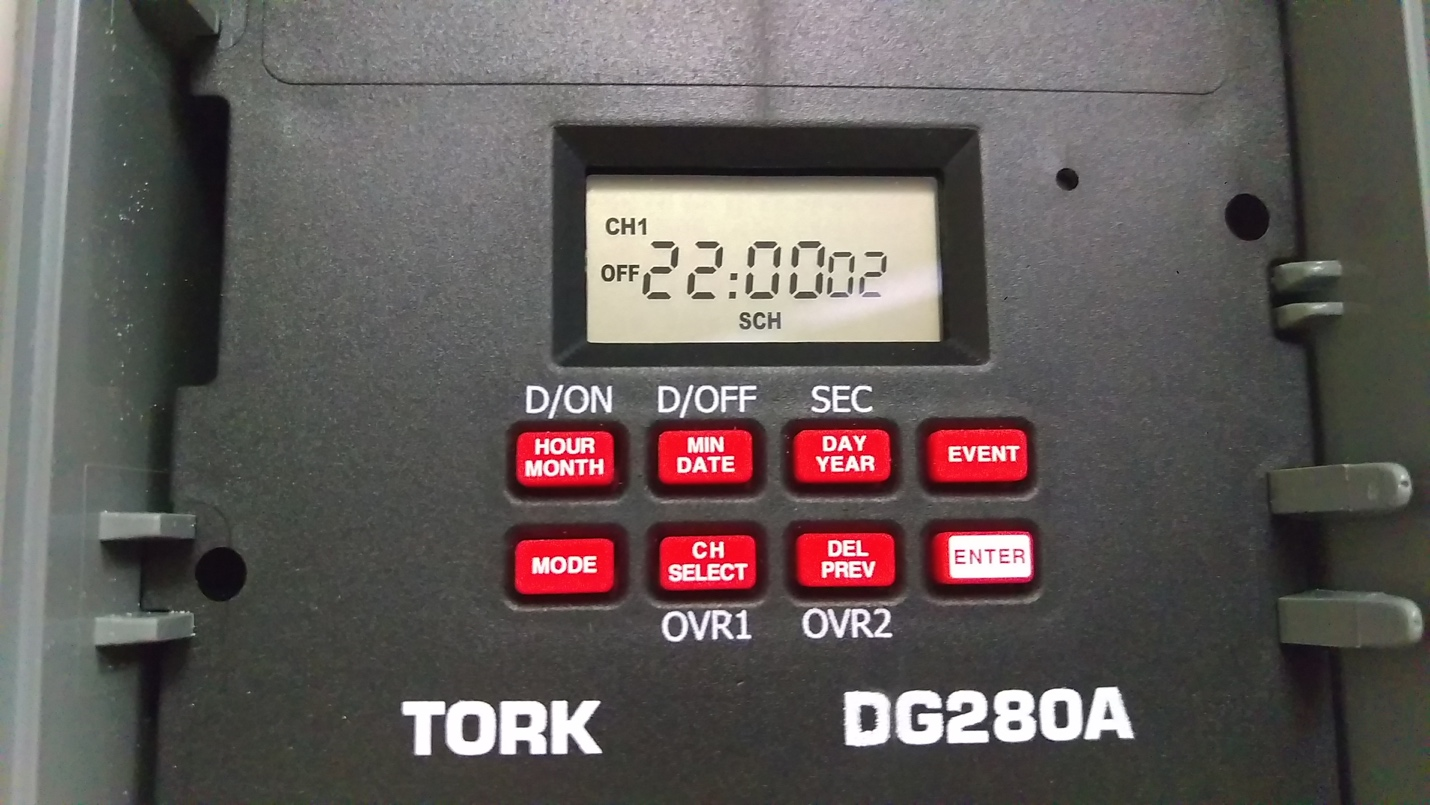 CH1
OFF 22:00 02
SCH
D/ON D/OFF SEC
HOUR MONTH
MIN DATE
DAY YEAR
EVENT
MODE
CH SELECT
DEL PREV
ENTER
OVR1 OVR2
TORK DG280A